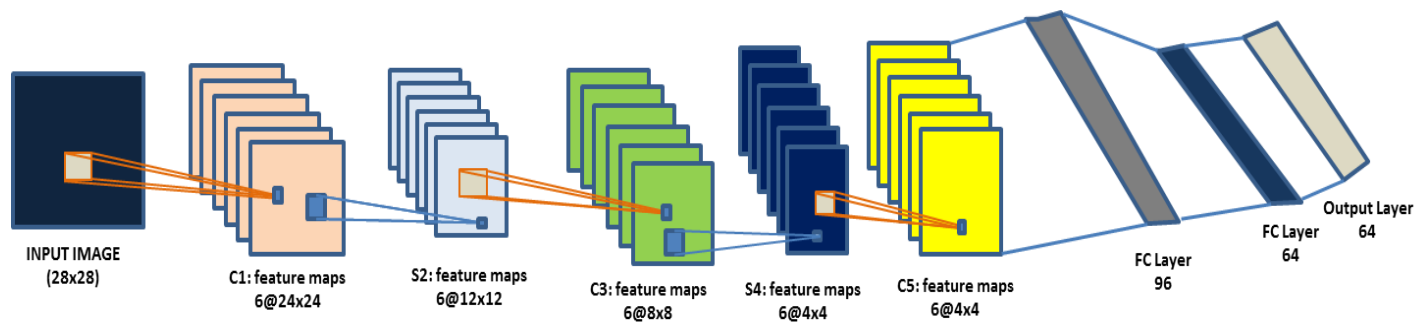 INPUT IMAGE
(28x28)
C1: feature maps
6@24x24
S2: feature maps
6@12x12
C3: feature maps
6@8x8
S4: feature maps
6@4x4
C5: feature maps
6@4x4
FC Layer
96
FC Layer
64
Output Layer
64